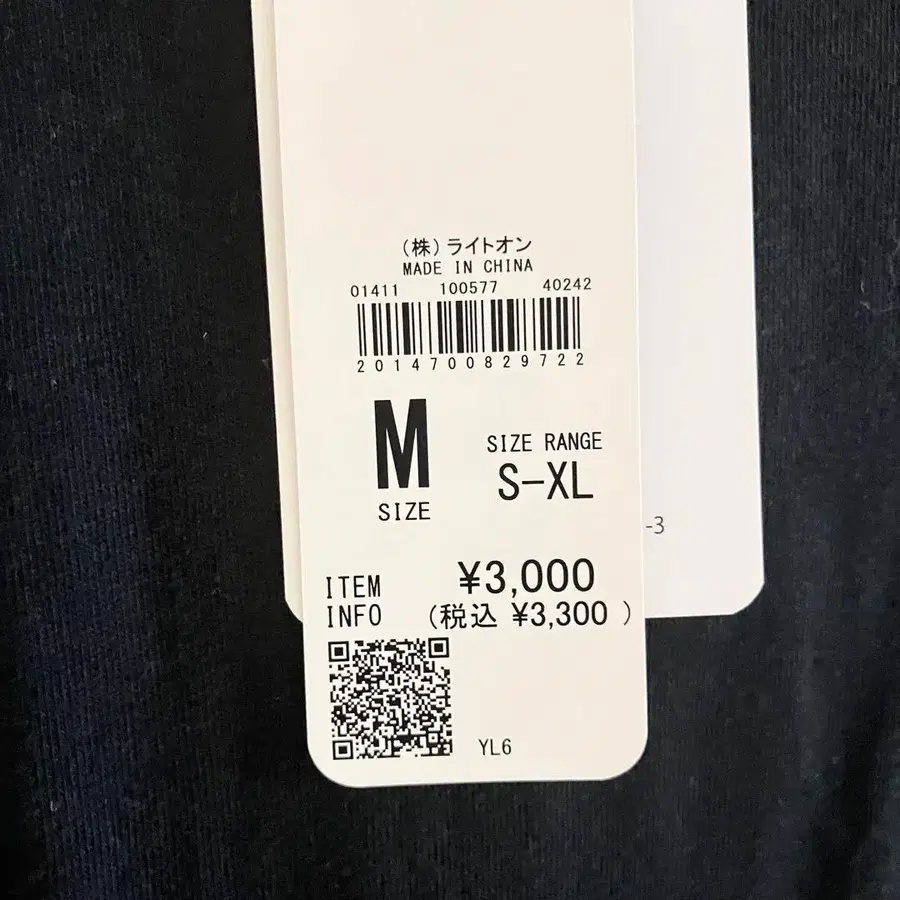 (株)ライトオン
MADE IN CHINA
01411 100577 40242
2014700829722
M
SIZE
SIZE RANGE
S-XL
ITEM
INFO
¥3,000
(税込 ¥3,300 )
YL6
-3